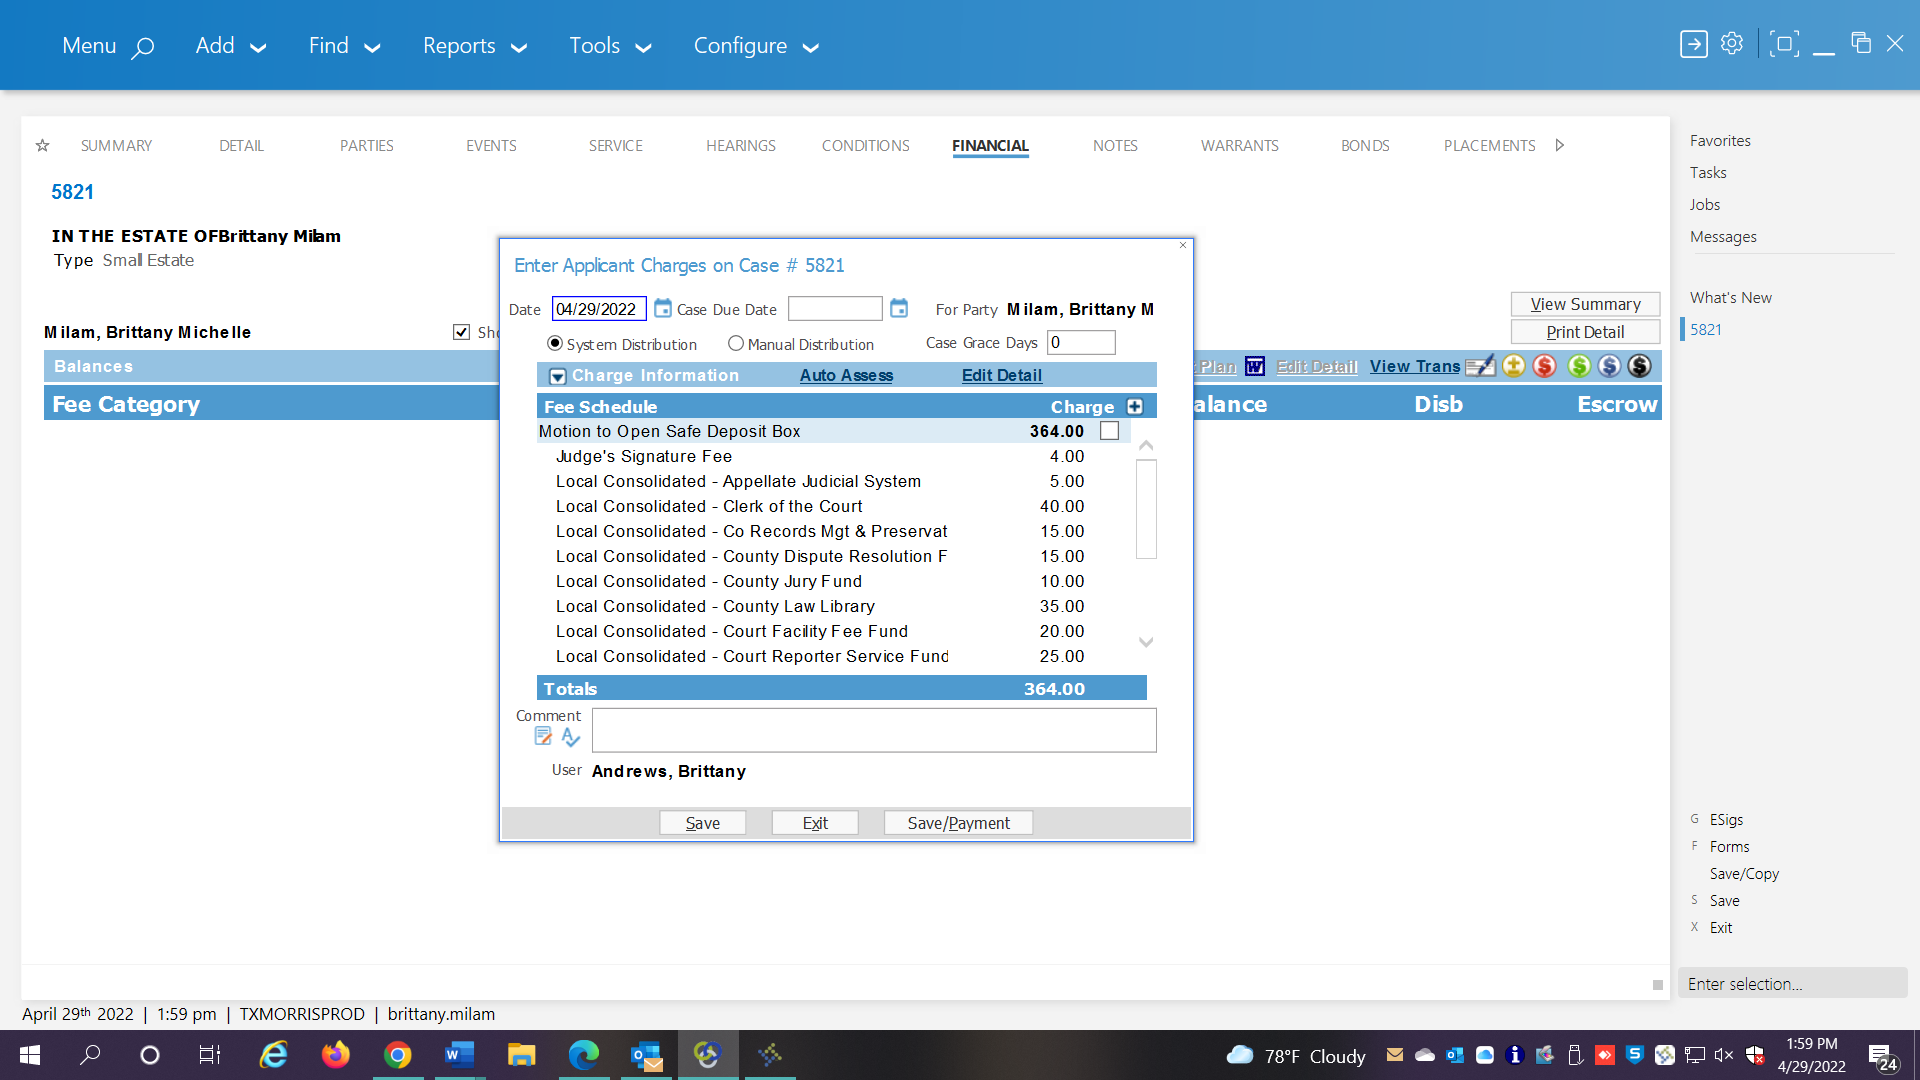 Menu Add Find Reports Tools Configure
SUMMARY DETAIL PARTIES EVENTS SERVICE HEARINGS CONDITIONS FINANCIAL NOTES WARRANTS BONDS PLACEMENTS
5821
IN THE ESTATE OFBrittany Milam
Type Small Estate
Milam, Brittany Michelle
Sho
View Summary
Print Detail
Balances
Plan Edit Detail View Trans
Fee Category
alance Disb Escrow
Enter Applicant Charges on Case # 5821
Date 04/29/2022 Case Due Date For Party Milam, Brittany M
System Distribution Manual Distribution Case Grace Days 0
Charge Information Auto Assess Edit Detail
Fee Schedule Charge
Motion to Open Safe Deposit Box 364.00
Judge's Signature Fee 4.00
Local Consolidated - Appellate Judicial System 5.00
Local Consolidated - Clerk of the Court 40.00
Local Consolidated - Co Records Mgt & Preservat 15.00
Local Consolidated - County Dispute Resolution F 15.00
Local Consolidated - County Jury Fund 10.00
Local Consolidated - County Law Library 35.00
Local Consolidated - Court Facility Fee Fund 20.00
Local Consolidated - Court Reporter Service Fund 25.00
Totals 364.00
Comment
User Andrews, Brittany
Save Exit Save/Payment
Favorites
Tasks
Jobs
Messages
What's New
5821
G ESigs
F Forms
Save/Copy
S Save
X Exit
Enter selection...
April 29th 2022 | 1:59 pm | TXMORRISPROD | brittany.milam
78°F Cloudy
1:59 PM
4/29/2022
24